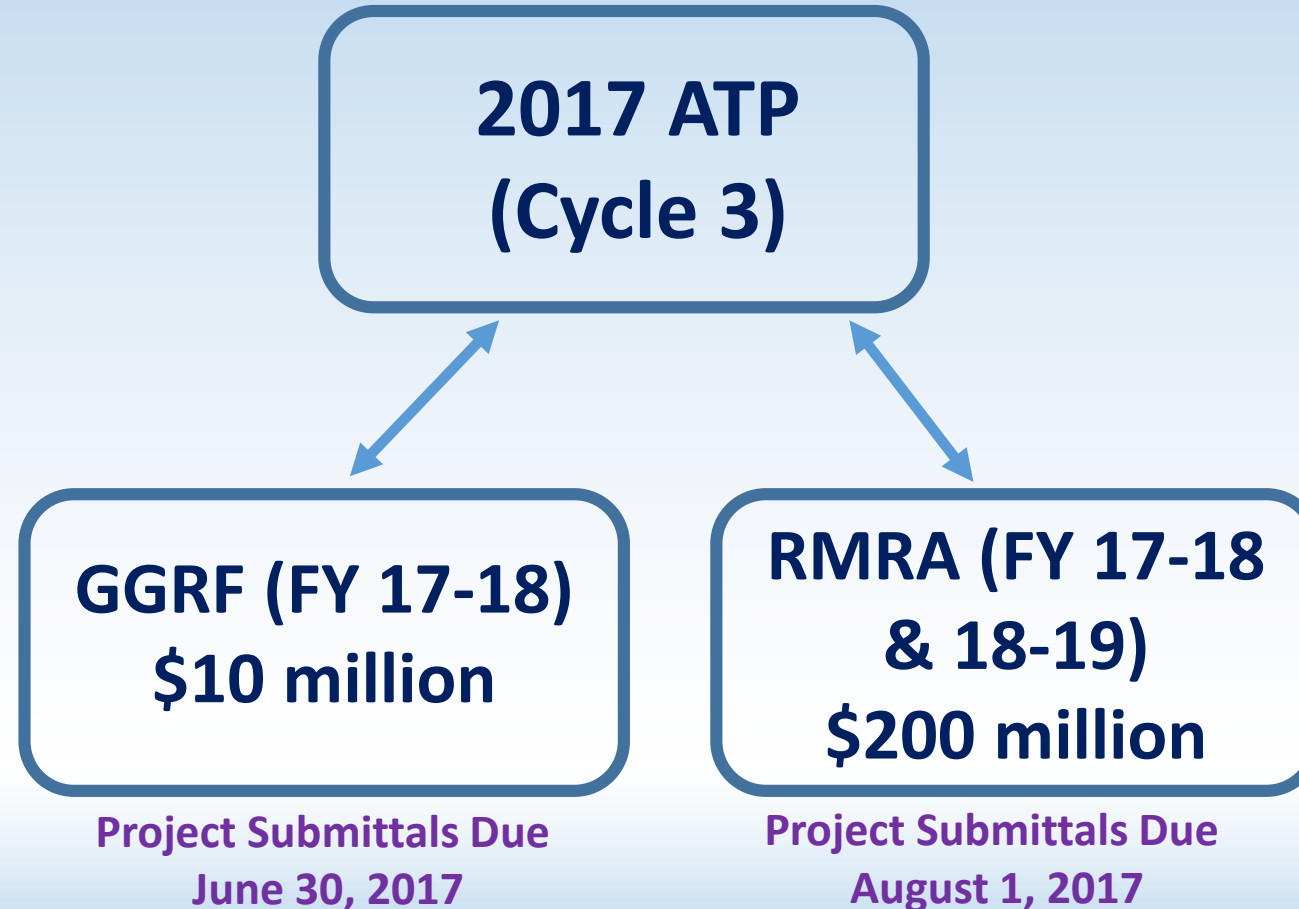 2017 ATP
(Cycle 3)
GGRF (FY 17-18)
$10 million
RMRA (FY 17-18
& 18-19)
$200 million
Project Submittals Due
June 30, 2017
Project Submittals Due
August 1, 2017